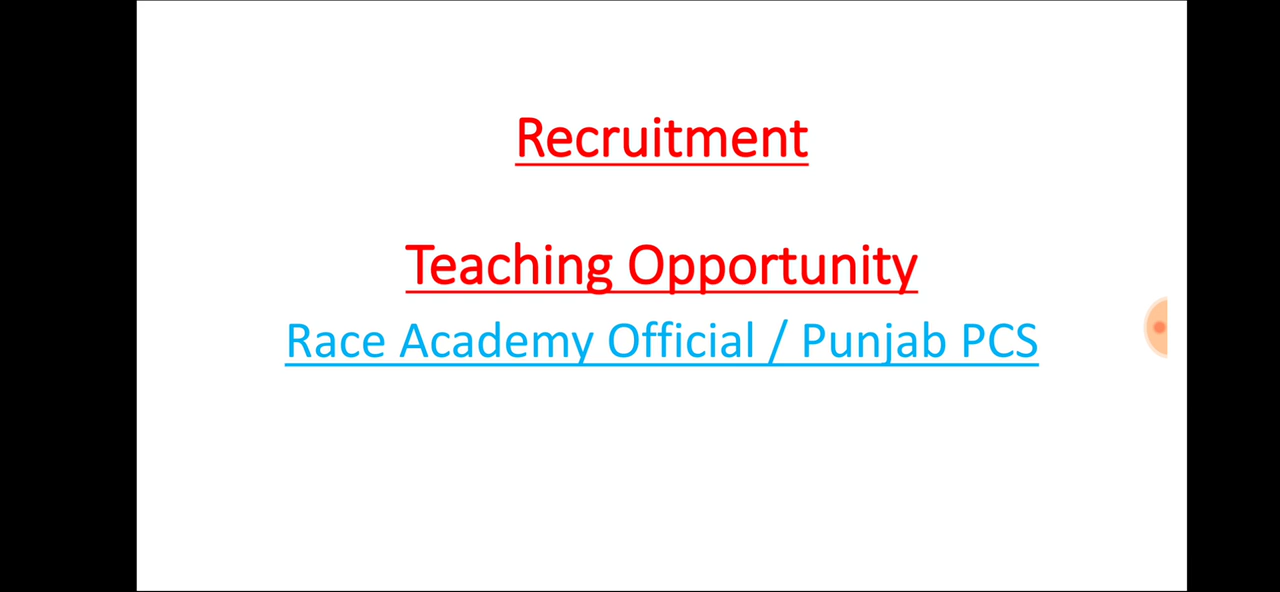 Recruitment
Teaching Opportunity
Race Academy Official / Punjab PCS